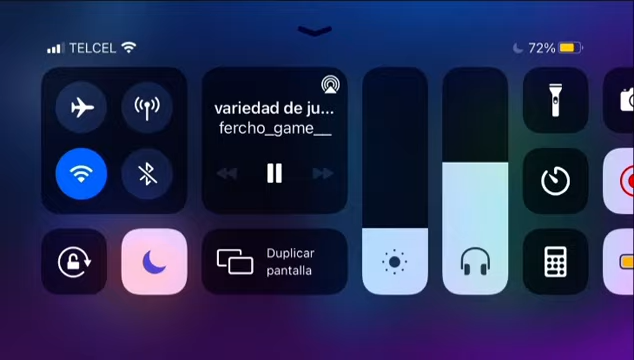 TELCEL
72%
variedad de ju...
fercho_game__
Duplicar
pantalla